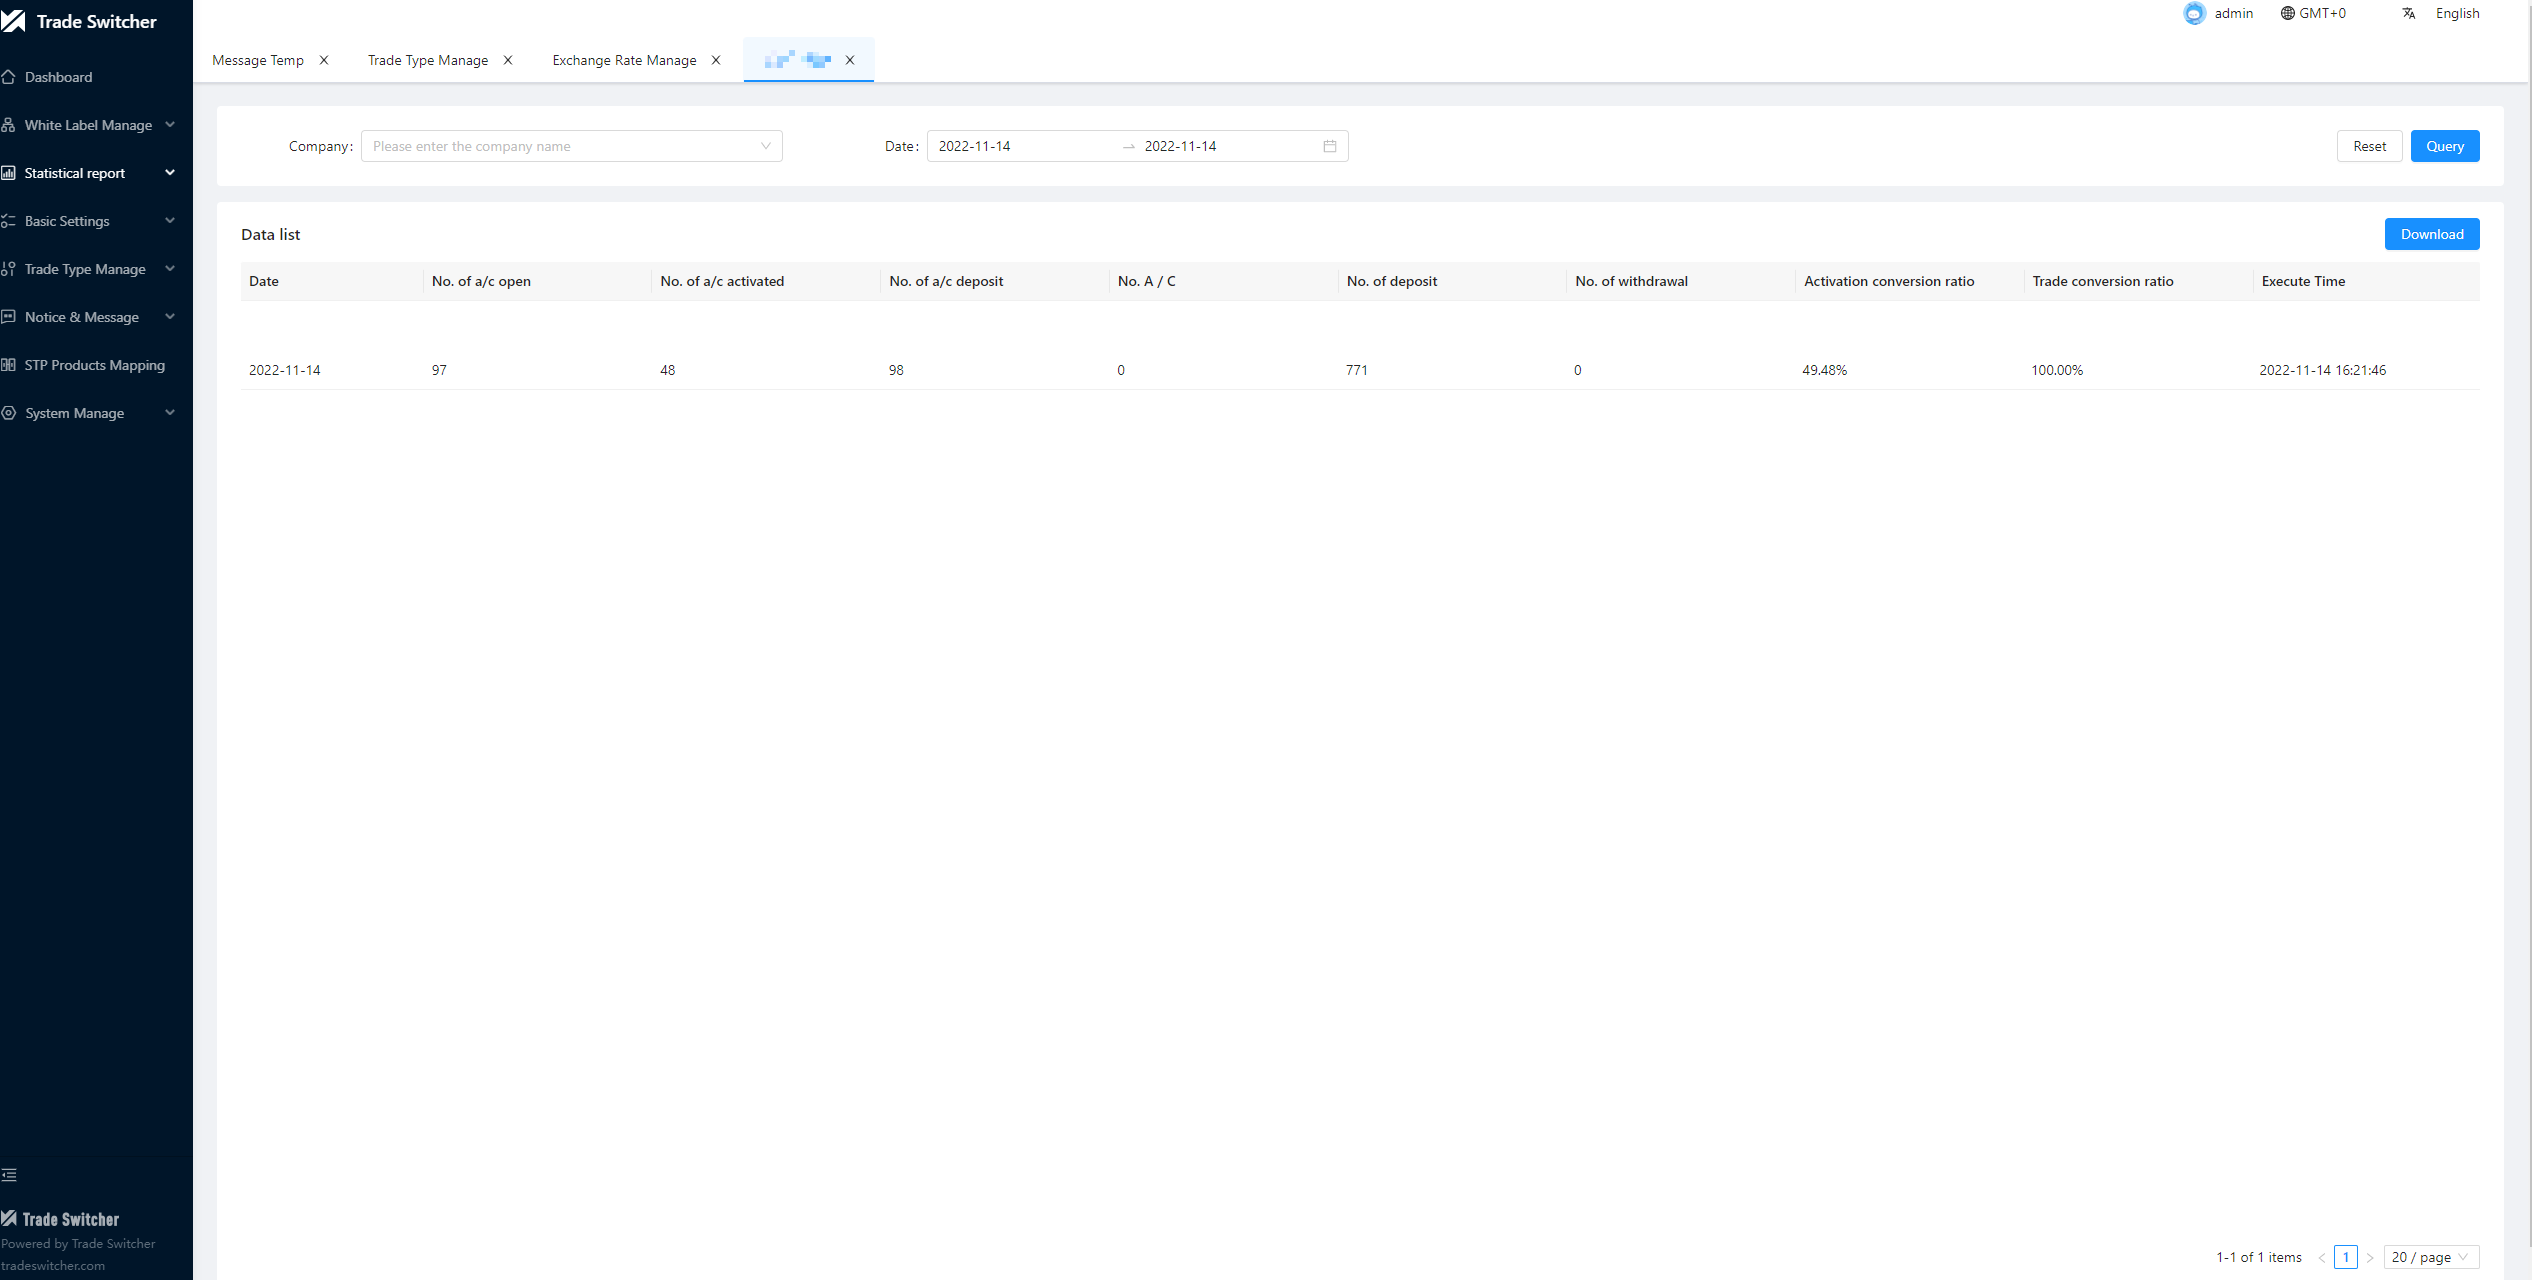 Trade Switcher
admin GMT+0 English
Message Temp Trade Type Manage Exchange Rate Manage
Dashboard
White Label Manage
Statistical report
Basic Settings
Trade Type Manage
Notice & Message
STP Products Mapping
System Manage
Company: Please enter the company name Date: 2022-11-14 2022-11-14 Reset Query
Data list Download
Date No. of a/c open No. of a/c activated No. of a/c deposit No. A / C No. of deposit No. of withdrawal Activation conversion ratio Trade conversion ratio Execute Time
2022-11-14 97 48 98 0 771 0 49.48% 100.00% 2022-11-14 16:21:46
Trade Switcher
Powered by Trade Switcher
tradeswitcher.com
1-1 of 1 items 1 20 / page